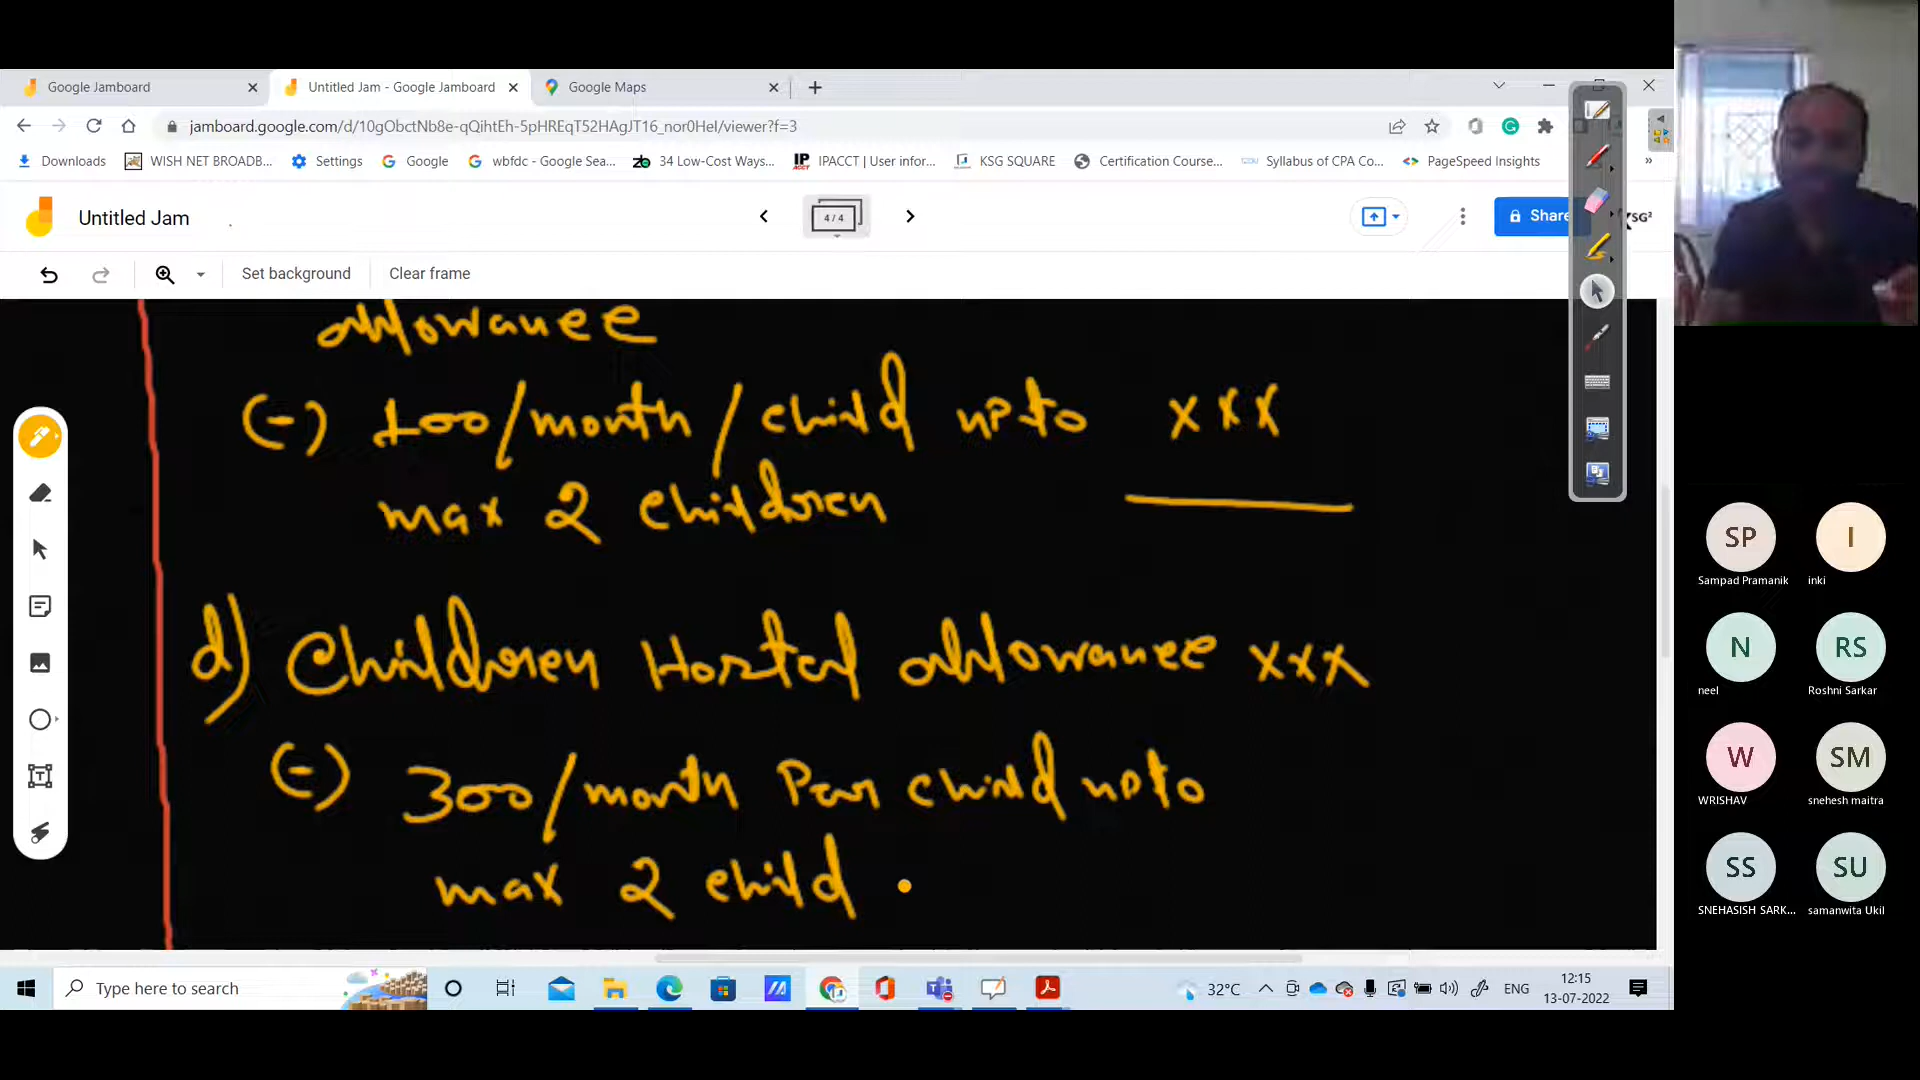 Google Jamboard
Untitled Jam - Google Jamboard
Google Maps
jamboard.google.com/d/10gObctNb8e-qQihtEh-5pHREqT52HAgJT16_nor0HeI/viewer?f=3
Downloads
WISH NET BROADB...
Settings
Google
wbfdc - Google Sea...
34 Low-Cost Ways...
IPACCT | User infor...
KSG SQUARE
Certification Course...
Syllabus of CPA Co...
PageSpeed Insights
»
Untitled Jam
4 / 4
Share
KSG²
Set background
Clear frame
allowance
(-) 100/month/child upto xxx
max 2 children
d) Children Hostel allowance xxx
(-) 300/month Per child upto
max 2 child
SP
Sampad Pramanik
I
inki
N
neel
RS
Roshni Sarkar
W
WRISHAV
SM
snehesh maitra
SS
SNEHASISH SARK...
SU
samanwita Ukil
Type here to search
32°C
ENG
12:15
13-07-2022